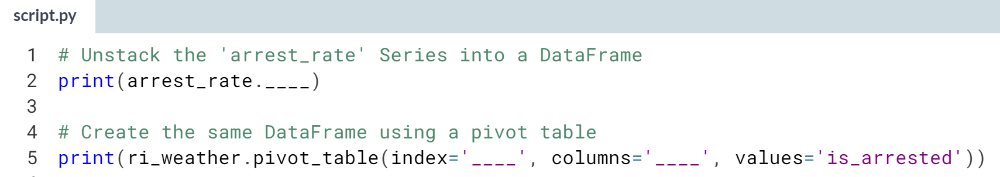 script.py
1 # Unstack the 'arrest_rate' Series into a DataFrame
2 print(arrest_rate.____)
3
4 # Create the same DataFrame using a pivot table
5 print(ri_weather.pivot_table(index='____', columns='____', values='is_arrested'))